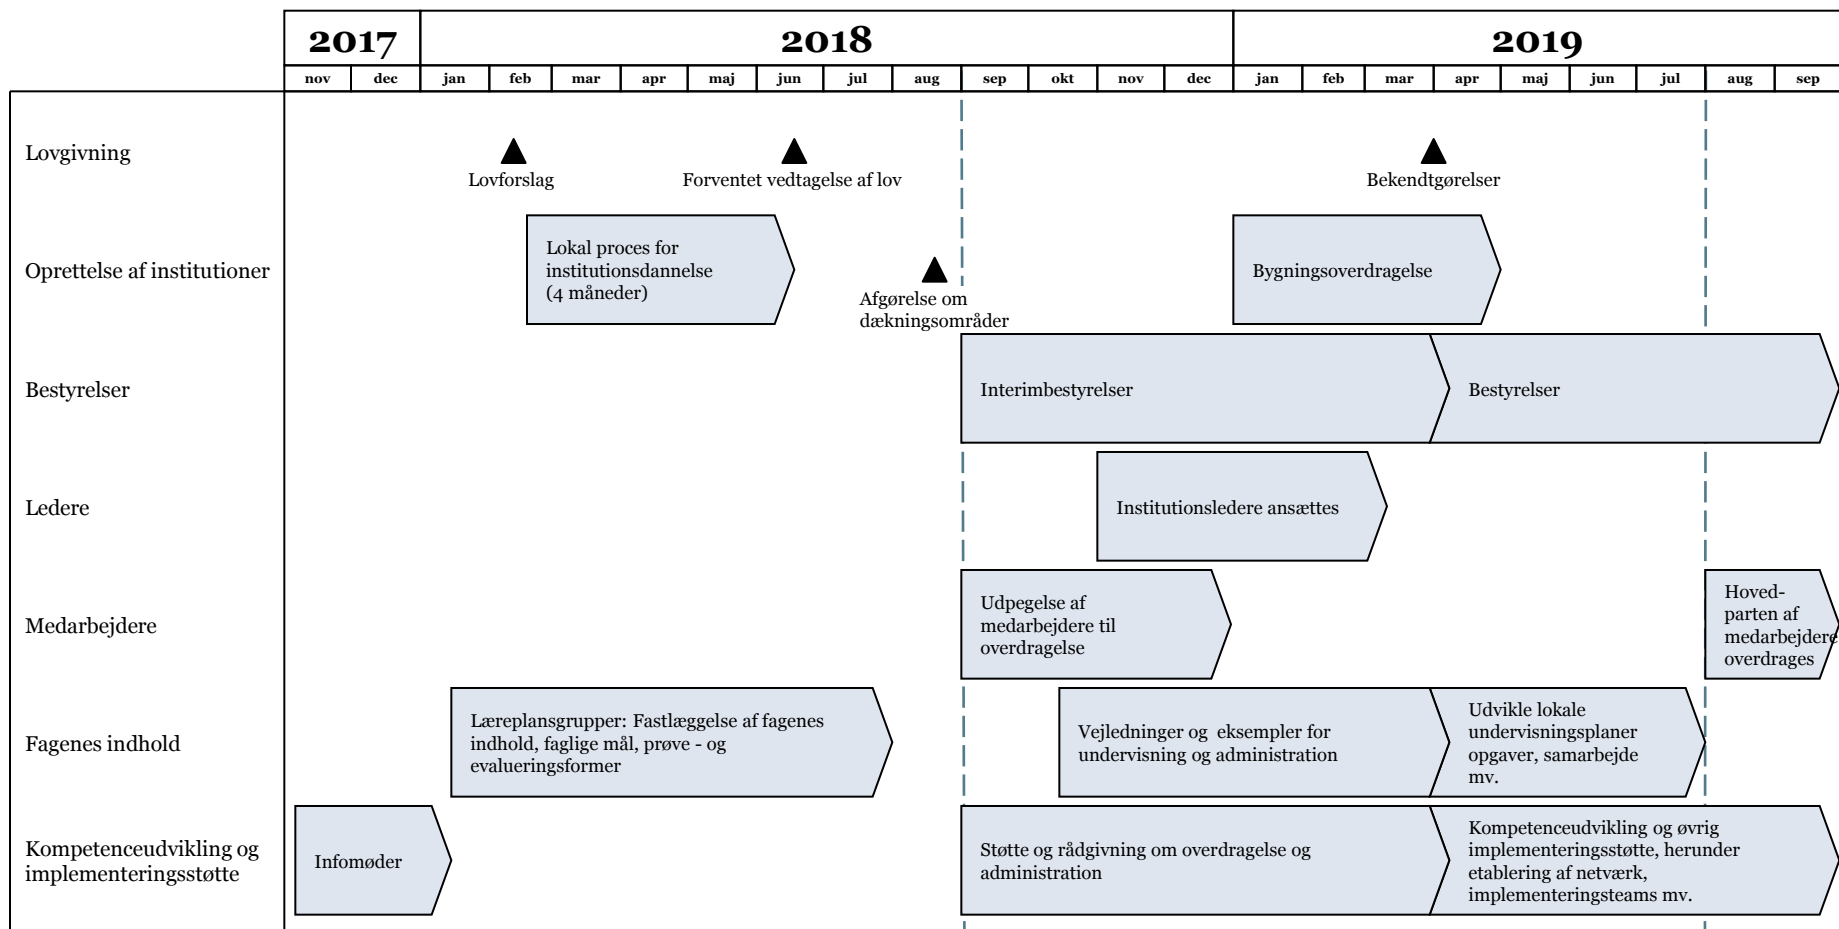 2017
2018
2019
nov dec jan feb mar apr maj jun jul aug sep okt nov dec jan feb mar apr maj jun jul aug sep
Lovgivning
Lovforslag
Forventet vedtagelse af lov
Bekendtgørelser
Oprettelse af institutioner
Lokal proces for
institutionsdannelse
(4 måneder)
Afgørelse om
dækningsområder
Bygningsoverdragelse
Bestyrelser
Interimbestyrelser
Bestyrelser
Ledere
Institutionsledere ansættes
Medarbejdere
Udpegelse af
medarbejdere til
overdragelse
Hoved-
parten af
medarbejdere
overdrages
Fagenes indhold
Læreplansgrupper: Fastlæggelse af fagenes
indhold, faglige mål, prøve - og
evalueringsformer
Vejledninger og eksempler for
undervisning og administration
Udvikle lokale
undervisningsplaner
opgaver, samarbejde
mv.
Kompetenceudvikling og
implementeringsstøtte
Infomøder
Støtte og rådgivning om overdragelse og
administration
Kompetenceudvikling og øvrig
implementeringsstøtte, herunder
etablering af netværk,
implementeringsteams mv.